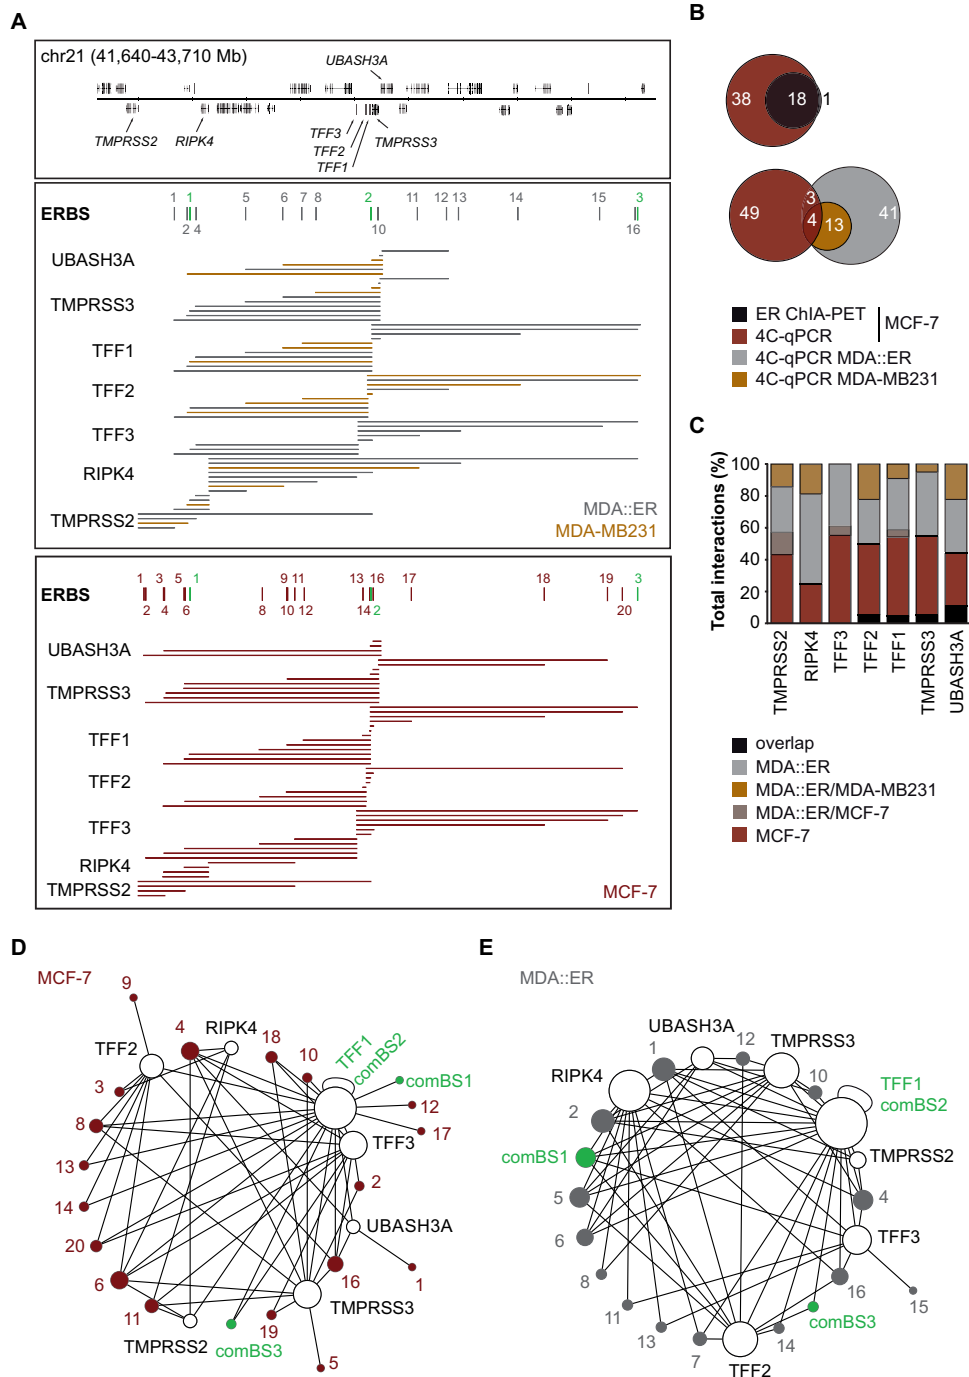 A
chr21 (41,640-43,710 Mb)
UBASH3A
TMPRSS2
RIPK4
TFF3
TFF2
TFF1
TMPRSS3
ERBS
1 1 5 6 7 8 2 11 12 13 14 15 3
2 4 10 16
UBASH3A
TMPRSS3
TFF1
TFF2
TFF3
RIPK4
TMPRSS2
MDA::ER
MDA-MB231
ERBS
1 3 5 1 9 11 13 16 17 18 19 3
2 4 6 8 10 12 14 2 20
UBASH3A
TMPRSS3
TFF1
TFF2
TFF3
RIPK4
TMPRSS2
MCF-7
B
38 18 1
49 3 4 13 41
ER ChIA-PET
4C-qPCR
MCF-7
4C-qPCR MDA::ER
4C-qPCR MDA-MB231
C
Total interactions (%)
100
80
60
40
20
0
TMPRSS2
RIPK4
TFF3
TFF2
TFF1
TMPRSS3
UBASH3A
overlap
MDA::ER
MDA::ER/MDA-MB231
MDA::ER/MCF-7
MCF-7
D
MCF-7
9
4
RIPK4
18
10
TFF1
comBS2
comBS1
12
17
TFF3
2
UBASH3A
1
16
TMPRSS3
5
19
comBS3
TMPRSS2
11
6
20
14
13
8
3
TFF2
E
MDA::ER
UBASH3A
12
TMPRSS3
10
TFF1
comBS2
TMPRSS2
4
TFF3
15
16
comBS3
14
TFF2
7
13
11
8
6
5
comBS1
2
RIPK4
1